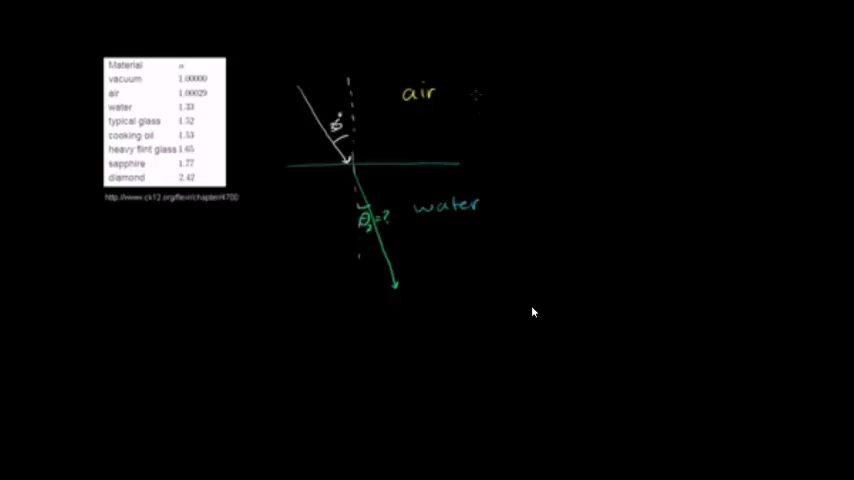 Material n
vacuum 1.00000
air 1.00029
water 1.33
typical glass 1.52
cooking oil 1.53
heavy flint glass 1.65
sapphire 1.77
diamond 2.42
http://www.ck12.org/flexr/chapter/4700
air
35°
water
θ₂=?